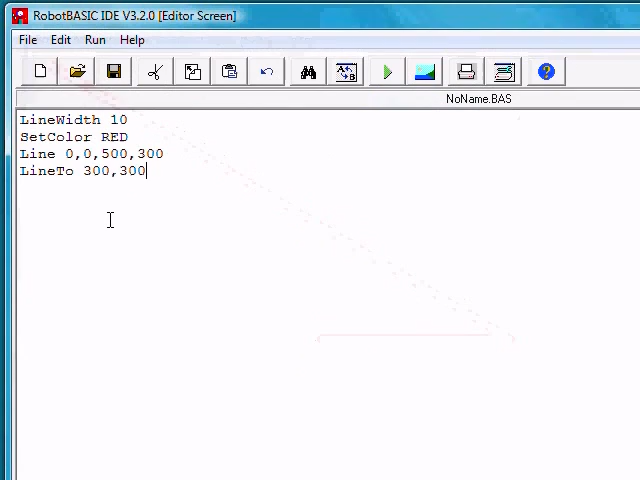 RobotBASIC IDE V3.2.0 [Editor Screen]
File Edit Run Help
NoName.BAS
LineWidth 10
SetColor RED
Line 0,0,500,300
LineTo 300,300